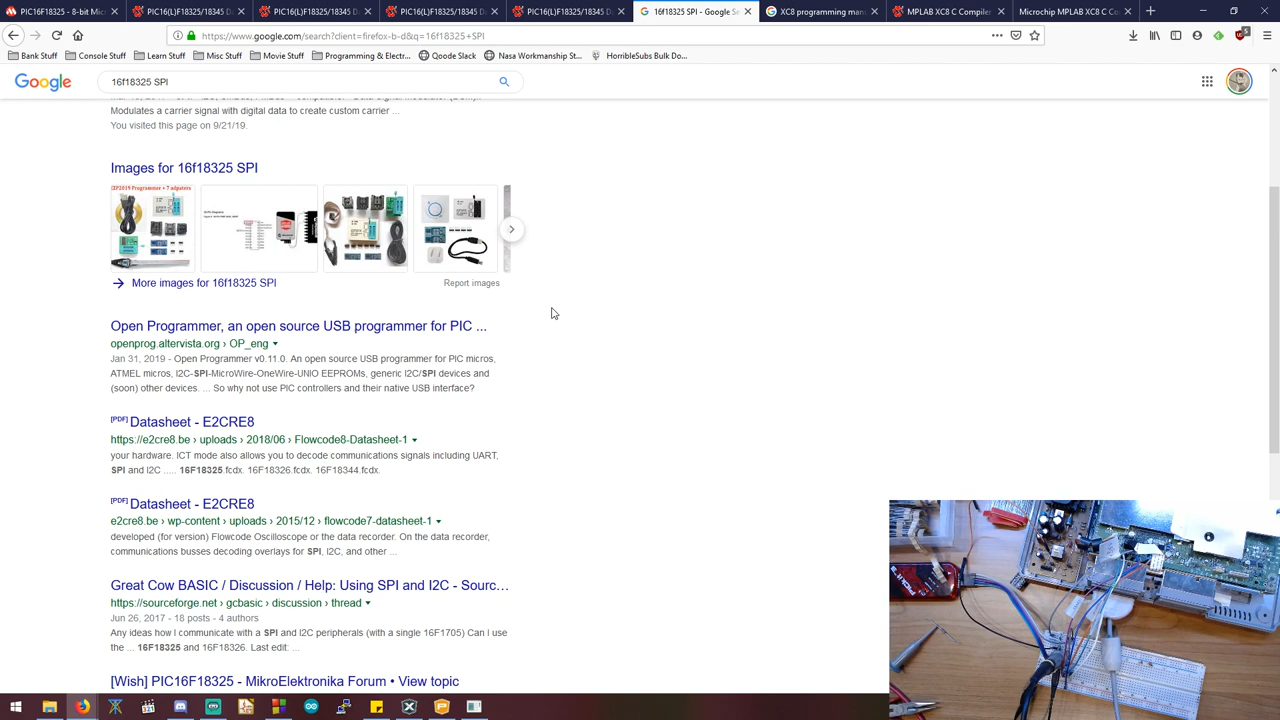 PIC16F18325 - 8-bit Micro
PIC16(L)F18325/18345 Da
PIC16(L)F18325/18345 Da
PIC16(L)F18325/18345 Da
PIC16(L)F18325/18345 Da
16f18325 SPI - Google Se
XC8 programming man
MPLAB XC8 C Compiler
Microchip MPLAB XC8 C Co
https://www.google.com/search?client=firefox-b-d&q=16f18325+SPI
Bank Stuff
Console Stuff
Learn Stuff
Misc Stuff
Movie Stuff
Programming & Electr...
Qoode Slack
Nasa Workmanship St...
HorribleSubs Bulk Do...
Google
16f18325 SPI
Modulates a carrier signal with digital data to create custom carrier ...
You visited this page on 9/21/19.
Images for 16f18325 SPI
More images for 16f18325 SPI
Report images
Open Programmer, an open source USB programmer for PIC ...
openprog.altervista.org › OP_eng
Jan 31, 2019 - Open Programmer v0.11.0. An open source USB programmer for PIC micros,
ATMEL micros, I2C-SPI-MicroWire-OneWire-UNIO EEPROMs, generic I2C/SPI devices and
(soon) other devices. ... So why not use PIC controllers and their native USB interface?
[PDF] Datasheet - E2CRE8
https://e2cre8.be › uploads › 2018/06 › Flowcode8-Datasheet-1
your hardware. ICT mode also allows you to decode communications signals including UART,
SPI and I2C ..... 16F18325.fcdx. 16F18326.fcdx. 16F18344.fcdx.
[PDF] Datasheet - E2CRE8
e2cre8.be › wp-content › uploads › 2015/12 › flowcode7-datasheet-1
developed (for version) Flowcode Oscilloscope or the data recorder. On the data recorder,
communications busses decoding overlays for SPI, I2C, and other ...
Great Cow BASIC / Discussion / Help: Using SPI and I2C - Sourc...
https://sourceforge.net › gcbasic › discussion › thread
Jun 26, 2017 - 18 posts - 4 authors
Any ideas how I communicate with a SPI and I2C peripherals (with a single 16F1705) Can I use
the ... 16F18325 and 16F18326. Last edit: ...
[Wish] PIC16F18325 - MikroElektronika Forum • View topic